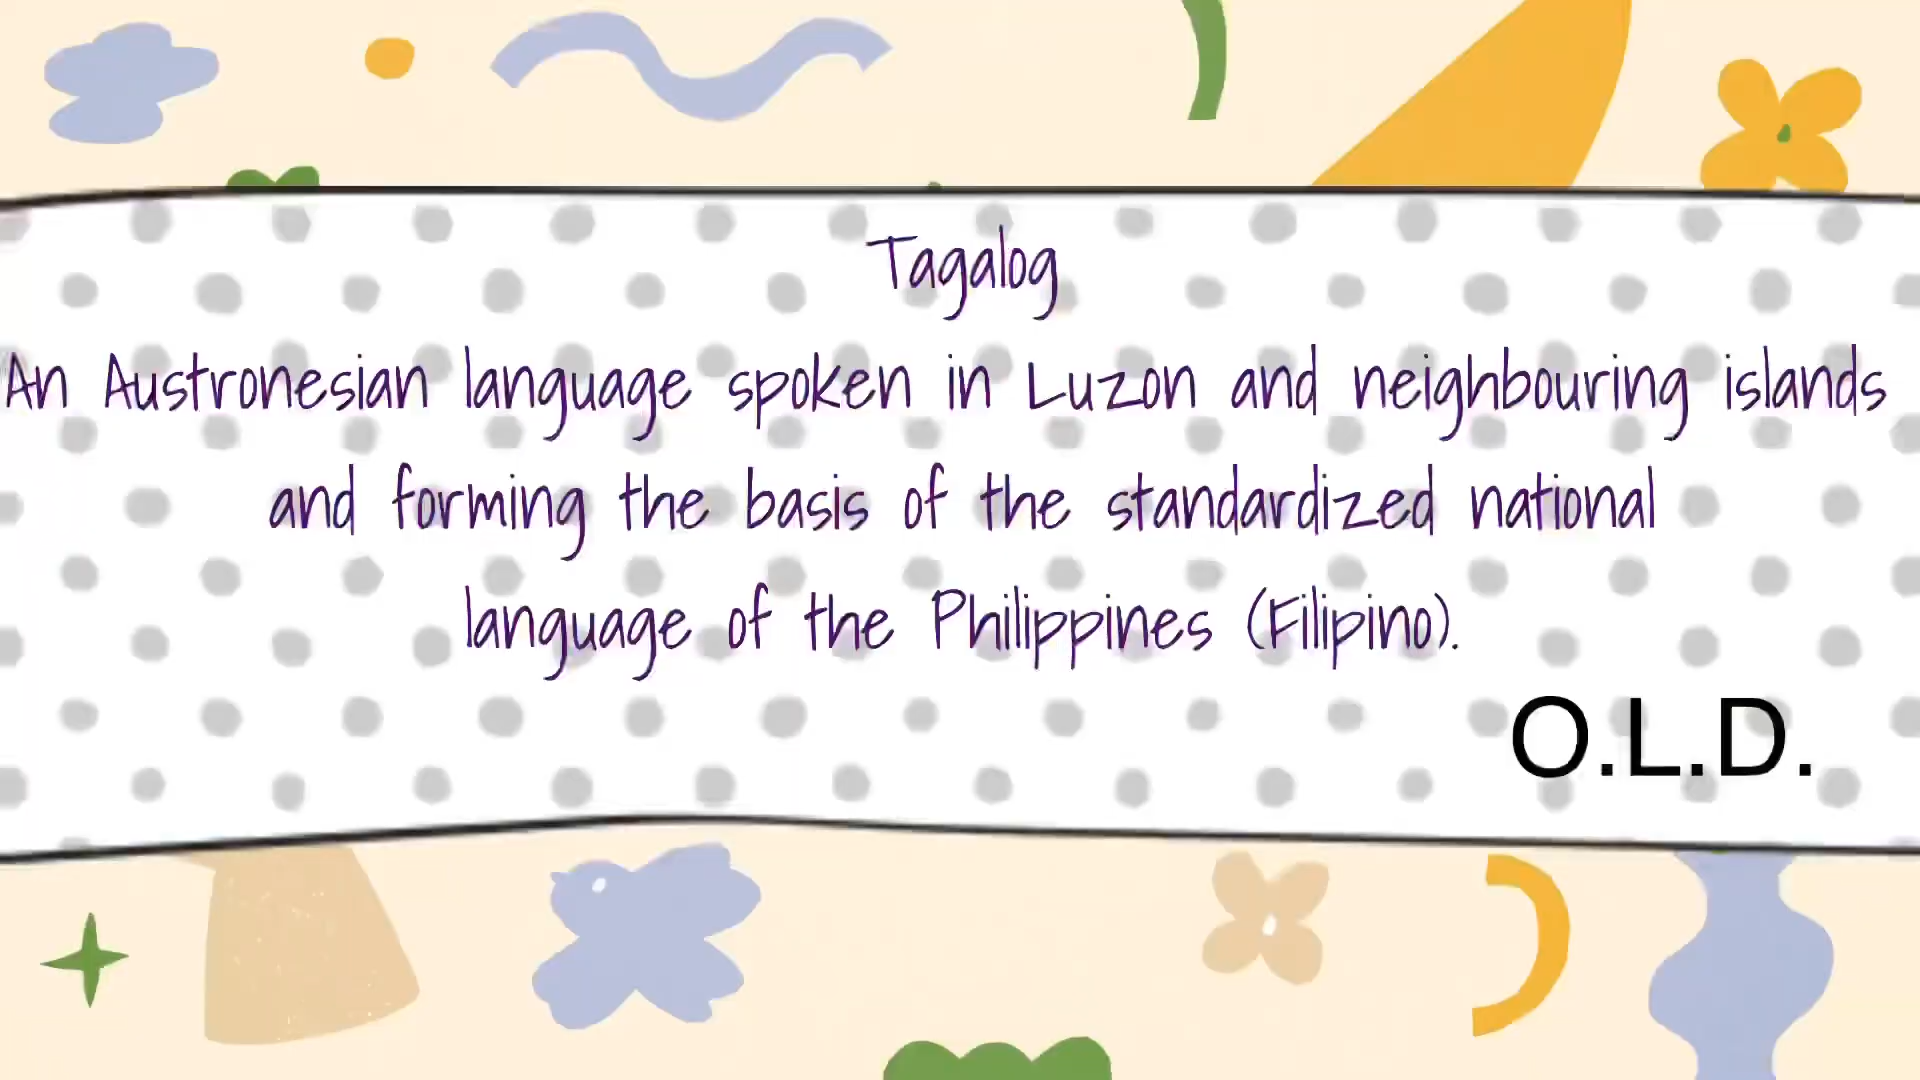 Tagalog
An Austronesian language spoken in Luzon and neighbouring islands
and forming the basis of the standardized national
language of the Philippines (Filipino).
O.L.D.